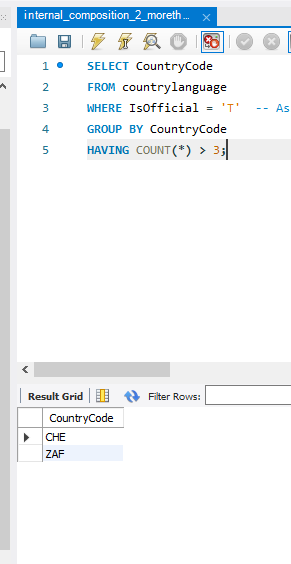 internal_composition_2_moreth...
1 SELECT CountryCode
2 FROM countrylanguage
3 WHERE IsOfficial = 'T' -- As
4 GROUP BY CountryCode
5 HAVING COUNT(*) > 3;
Result Grid Filter Rows:
CountryCode
CHE
ZAF